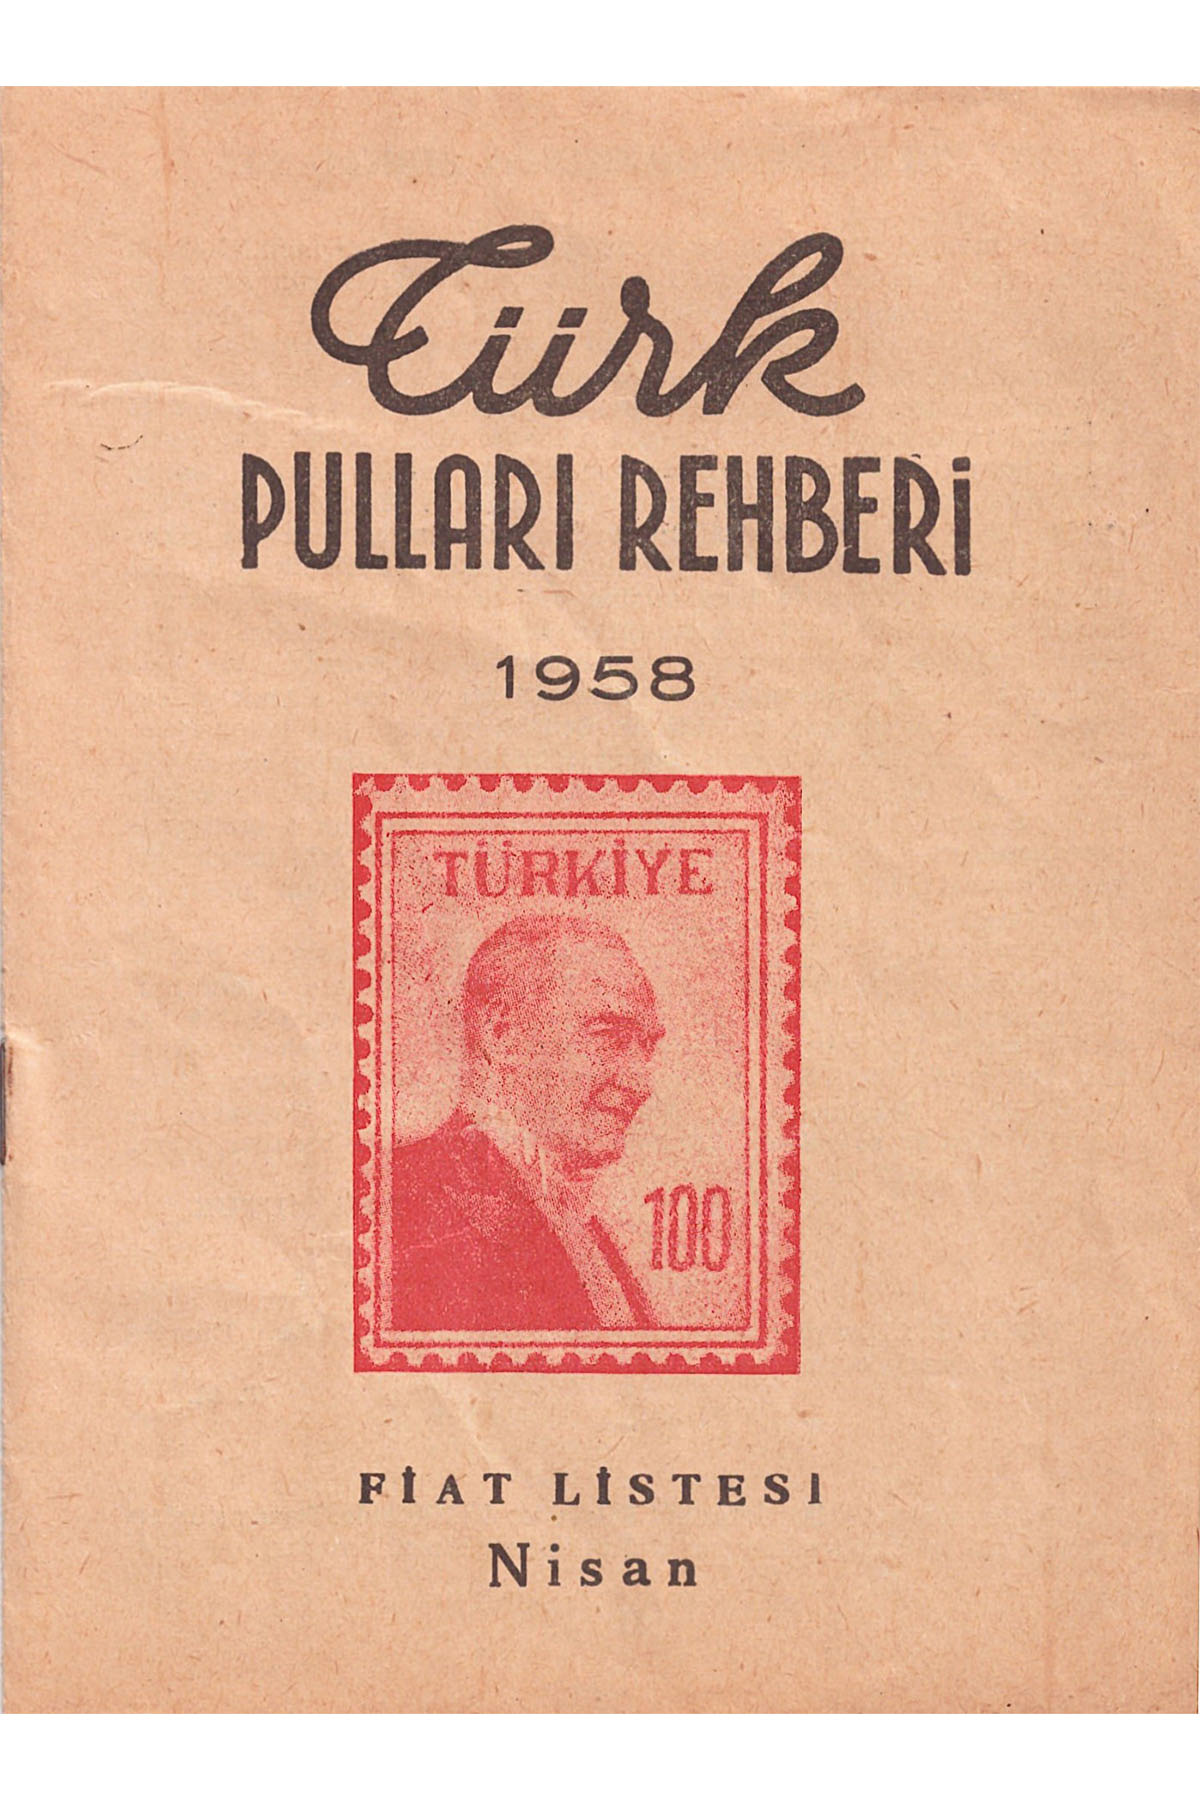 Türk
PULLARI REHBERİ
1958
TÜRKİYE
100
FİAT LİSTESİ
Nisan